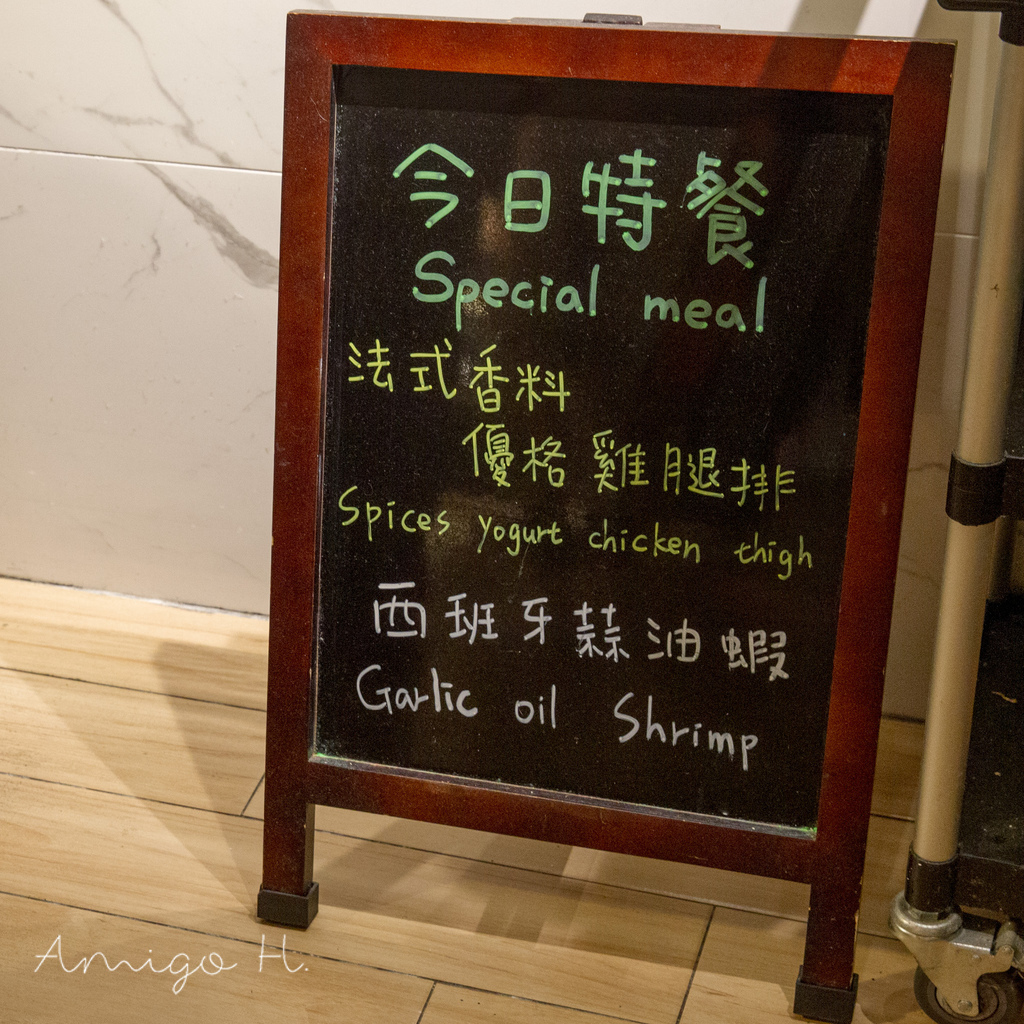 今日特餐
Special meal
法式香料
優格雞腿排
Spices yogurt chicken thigh
西班牙蒜油蝦
Garlic oil Shrimp
Amigo H.